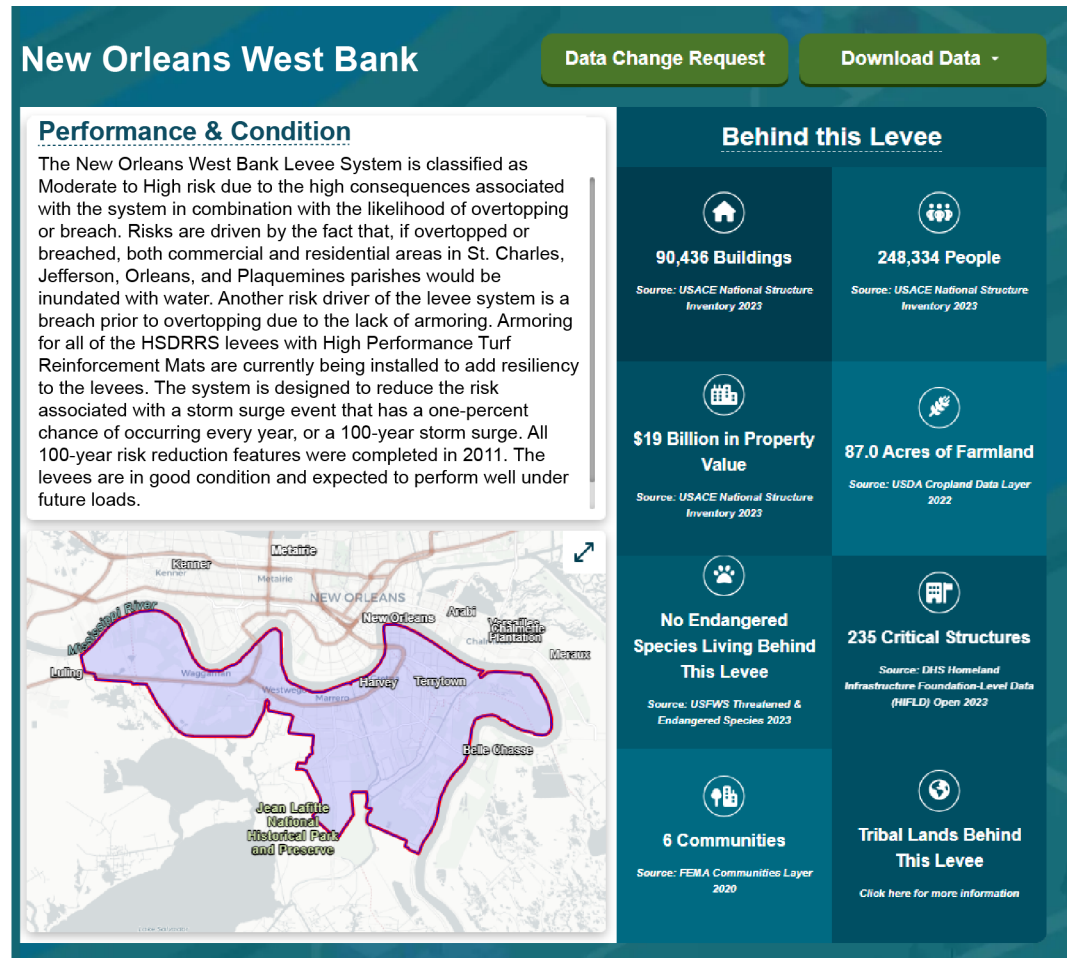 New Orleans West Bank
Data Change Request
Download Data
Performance & Condition
The New Orleans West Bank Levee System is classified as
Moderate to High risk due to the high consequences associated
with the system in combination with the likelihood of overtopping
or breach. Risks are driven by the fact that, if overtopped or
breached, both commercial and residential areas in St. Charles,
Jefferson, Orleans, and Plaquemines parishes would be
inundated with water. Another risk driver of the levee system is a
breach prior to overtopping due to the lack of armoring. Armoring
for all of the HSDRRS levees with High Performance Turf
Reinforcement Mats are currently being installed to add resiliency
to the levees. The system is designed to reduce the risk
associated with a storm surge event that has a one-percent
chance of occurring every year, or a 100-year storm surge. All
100-year risk reduction features were completed in 2011. The
levees are in good condition and expected to perform well under
future loads.
Metairie
Kenner
Kenner
Metairie
NEW ORLEANS
Mississippi River
New Orleans
Arabi
Versailles
Chalmette
Plantation
Chal
Meraux
Luling
Waggaman
Westwego
Marrero
Harvey
Terrytown
Belle Chasse
Jean Lafitte
National
Historical Park
and Preserve
Behind this Levee
90,436 Buildings
Source: USACE National Structure
Inventory 2023
248,334 People
Source: USACE National Structure
Inventory 2023
$19 Billion in Property
Value
Source: USACE National Structure
Inventory 2023
87.0 Acres of Farmland
Source: USDA Cropland Data Layer
2022
No Endangered
Species Living Behind
This Levee
Source: USFWS Threatened &
Endangered Species 2023
235 Critical Structures
Source: DHS Homeland
Infrastructure Foundation-Level Data
(HIFLD) Open 2023
6 Communities
Source: FEMA Communities Layer
2020
Tribal Lands Behind
This Levee
Click here for more information